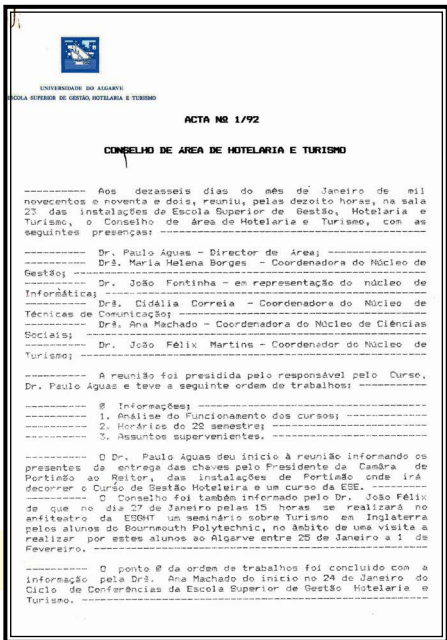 UNIVERSIDADE DO ALGARVE
ESCOLA SUPERIOR DE GESTÃO, HOTELARIA E TURISMO
ACTA Nº 1/92
CONSELHO DE ÁREA DE HOTELARIA E TURISMO
---------- Aos dezasseis dias do mês de Janeiro de mil
novecentos e noventa e dois, reuniu, pelas dezoito horas, na sala
23 das instalações da Escola Superior de Gestão, Hotelaria e
Turismo, o Conselho de área de Hotelaria e Turismo, com as
seguintes presenças: ----------
---------- Dr. Paulo Aguas - Director de Area; ----------
---------- Drª. Maria Helena Borges - Coordenadora do Núcleo de
Gestão; ----------
---------- Dr. João Fontinha - em representação do núcleo de
Informática; ----------
---------- Drª. Cidália Correia - Coordenadora do Núcleo de
Técnicas de Comunicação; ----------
---------- Drª. Ana Machado - Coordenadora do Núcleo de Ciências
Sociais; ----------
---------- Dr. João Félix Martins - Coordenador do Núcleo de
Turismo; ----------
---------- A reunião foi presidida pelo responsável pelo Curso,
Dr. Paulo Aguas e teve a seguinte ordem de trabalhos: ----------
---------- Ø Informações; ----------
---------- 1. Análise do Funcionamento dos cursos; ----------
---------- 2. Horários do 2º semestre; ----------
---------- 3. Assuntos supervenientes. ----------
---------- O Dr. Paulo Aguas deu início à reunião informando os
presentes da entrega das chaves pelo Presidente da Camâra de
Portimão ao Reitor, das instalações de Portimão onde irá
decorrer o Curso de Gestão Hoteleira e um curso da ESE. ----------
---------- O Conselho foi também informado pelo Dr. João Félix
de que no dia 27 de Janeiro pelas 15 horas se realizará no
anfiteatro da ESGHT um seminário sobre Turismo em Inglaterra
pelos alunos do Bournmouth Polytechnic, no âmbito de uma visita a
realizar por estes alunos ao Algarve entre 25 de Janeiro a 1 de
Fevereiro. ----------
---------- O ponto Ø da ordem de trabalhos foi concluido com a
informação pela Drª. Ana Machado do inicio no 24 de Janeiro do
Ciclo de Conferências da Escola Superior de Gestão Hotelaria e
Turismo. ----------